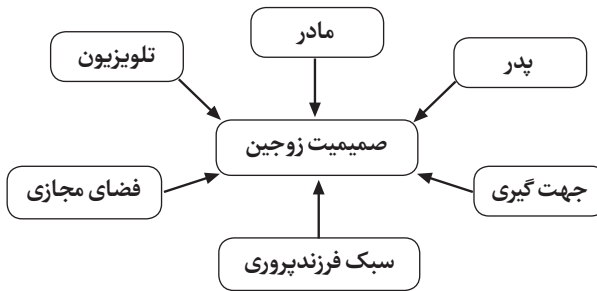 مادر
پدر
تلویزیون
صمیمیت زوجین
جهت گیری
فضای مجازی
سبک فرزندپروری